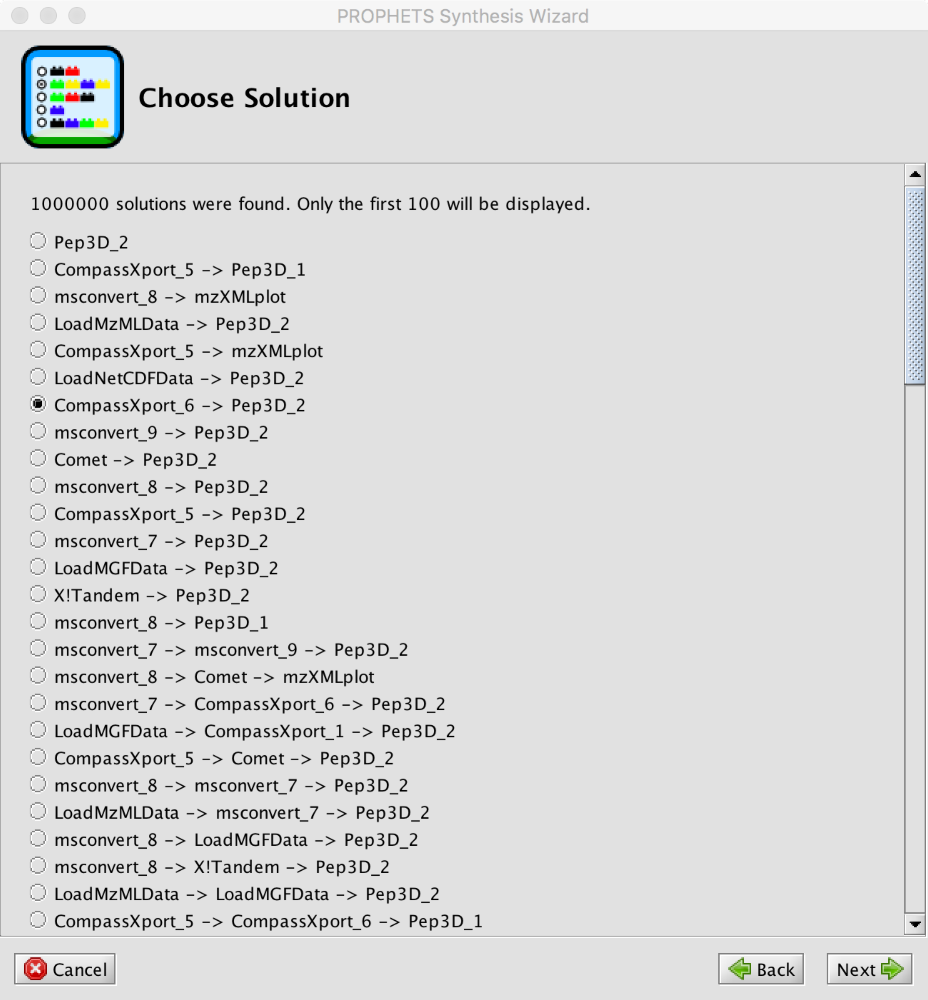 PROPHETS Synthesis Wizard
Choose Solution
1000000 solutions were found. Only the first 100 will be displayed.
Pep3D_2
CompassXport_5 -> Pep3D_1
msconvert_8 -> mzXMLplot
LoadMzMLData -> Pep3D_2
CompassXport_5 -> mzXMLplot
LoadNetCDFData -> Pep3D_2
CompassXport_6 -> Pep3D_2
msconvert_9 -> Pep3D_2
Comet -> Pep3D_2
msconvert_8 -> Pep3D_2
CompassXport_5 -> Pep3D_2
msconvert_7 -> Pep3D_2
LoadMGFData -> Pep3D_2
X!Tandem -> Pep3D_2
msconvert_8 -> Pep3D_1
msconvert_7 -> msconvert_9 -> Pep3D_2
msconvert_8 -> Comet -> mzXMLplot
msconvert_7 -> CompassXport_6 -> Pep3D_2
LoadMGFData -> CompassXport_1 -> Pep3D_2
CompassXport_5 -> Comet -> Pep3D_2
msconvert_8 -> msconvert_7 -> Pep3D_2
LoadMzMLData -> msconvert_7 -> Pep3D_2
msconvert_8 -> LoadMGFData -> Pep3D_2
msconvert_8 -> X!Tandem -> Pep3D_2
LoadMzMLData -> LoadMGFData -> Pep3D_2
CompassXport_5 -> CompassXport_6 -> Pep3D_1
Cancel
Back
Next